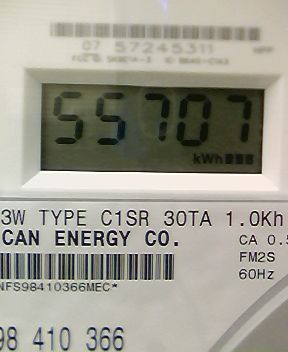 07 57245311
55707
kWh
3W TYPE C1SR 30TA 1.0Kh
CAN ENERGY CO.
CA 0.5
FM2S
60Hz
NFS98410366MEC*
98 410 366